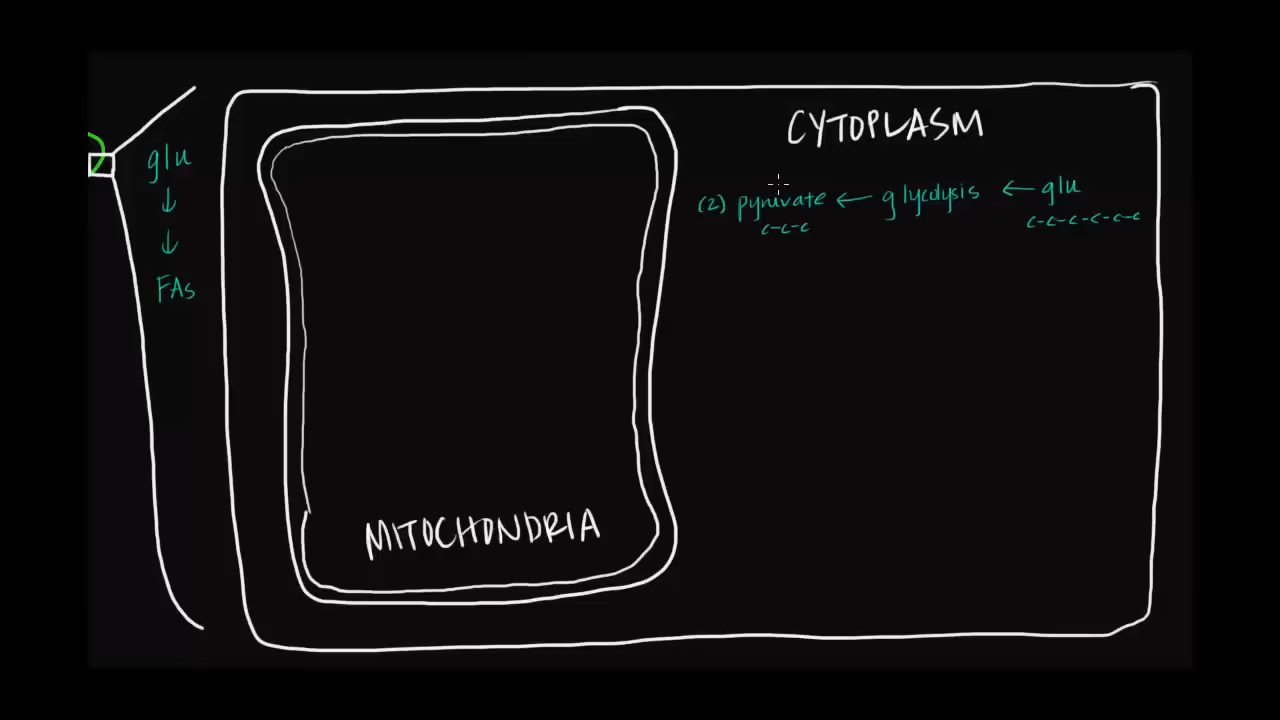 CYTOPLASM
glu
↓
↓
FAs
(2) pyruvate ← glycolysis ← glu
c-c-c
c-c-c-c-c-c
MITOCHONDRIA